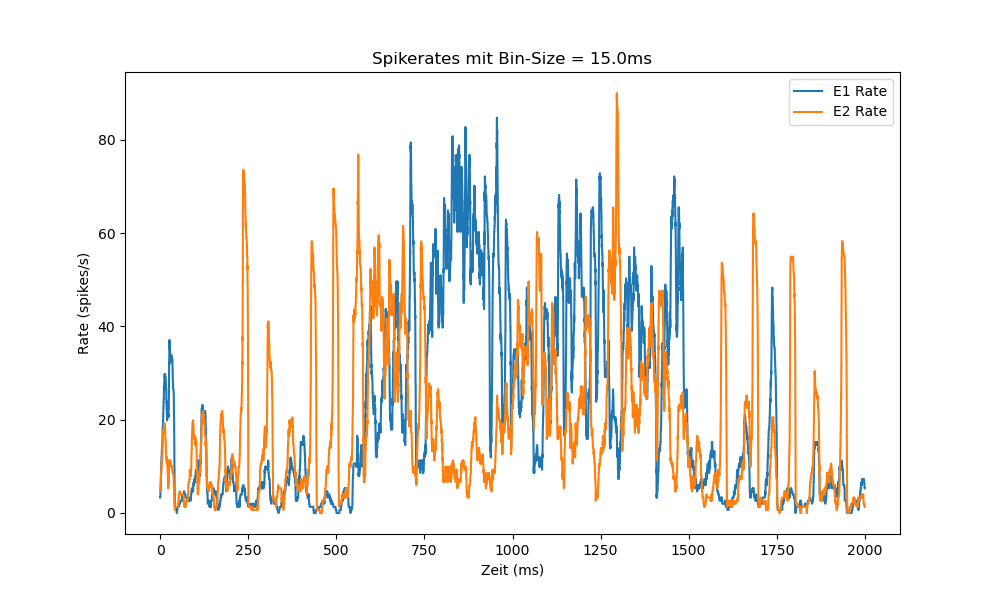 Spikerates mit Bin-Size = 15.0ms
E1 Rate
E2 Rate
Rate (spikes/s)
80
60
40
20
0
0 250 500 750 1000 1250 1500 1750 2000
Zeit (ms)